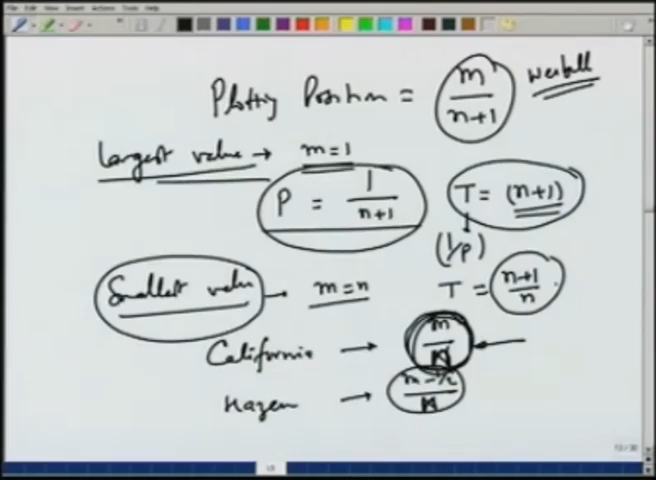 Plotting Position = m/(n+1) Weibull
Largest value → m=1
P = 1/(n+1) T = (n+1)
(1/P)
Smallest value → m=n T = (n+1)/n
California → m/N
Hazen → (m-1/2)/N